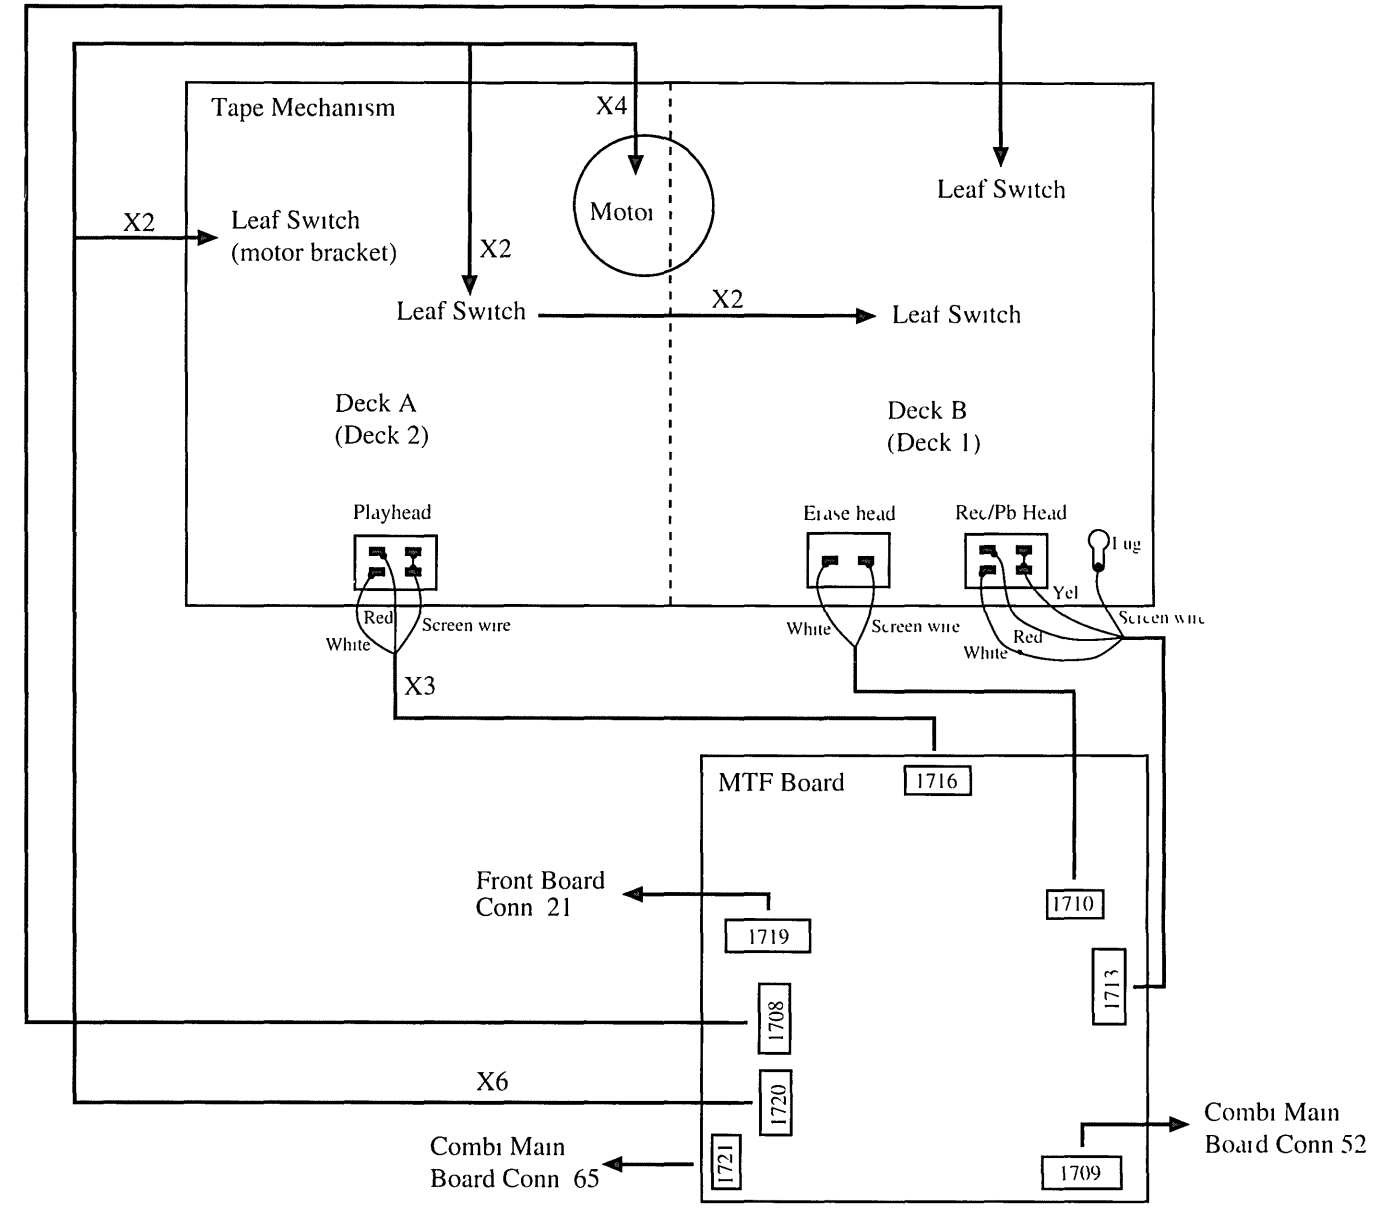 Tape Mechanism
X4
Motor
Leaf Switch
X2
Leaf Switch
(motor bracket)
X2
Leaf Switch
X2
Leaf Switch
Deck A
(Deck 2)
Deck B
(Deck 1)
Playhead
Erase head
Rec/Pb Head
Lug
Yel
Red
White
Screen wire
White
Screen wire
Red
White
Screen wire
X3
MTF Board
1716
Front Board
Conn 21
1710
1719
1713
1708
X6
1720
Combi Main
Board Conn 52
Combi Main
Board Conn 65
1721
1709